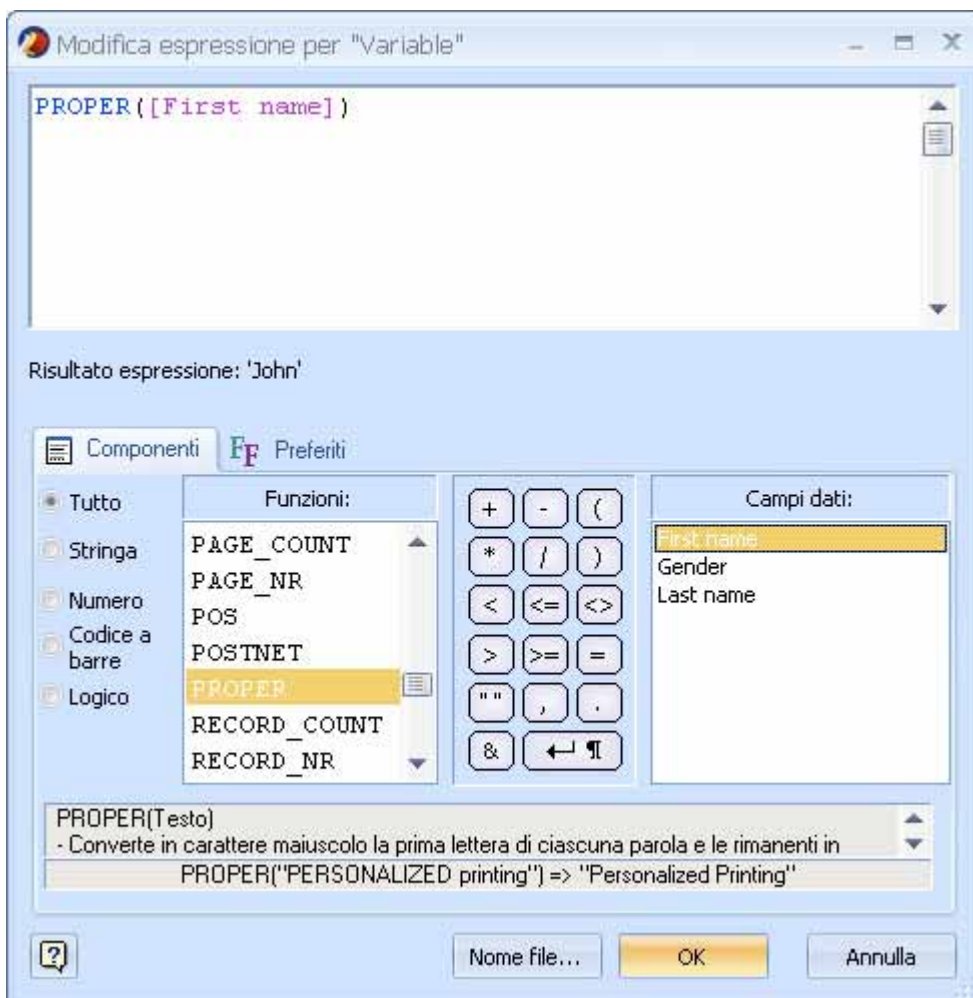 Modifica espressione per "Variable"
PROPER([First name])
Risultato espressione: 'John'
Componenti
FF Preferiti
Tutto
Stringa
Numero
Codice a
barre
Logico
Funzioni:
PAGE_COUNT
PAGE_NR
POS
POSTNET
PROPER
RECORD_COUNT
RECORD_NR
+ - (
* / )
< <= <>
> >= =
"" , .
& ↵ ¶
Campi dati:
First name
Gender
Last name
PROPER(Testo)
- Converte in carattere maiuscolo la prima lettera di ciascuna parola e le rimanenti in
PROPER("PERSONALIZED printing") => "Personalized Printing"
?
Nome file...
OK
Annulla